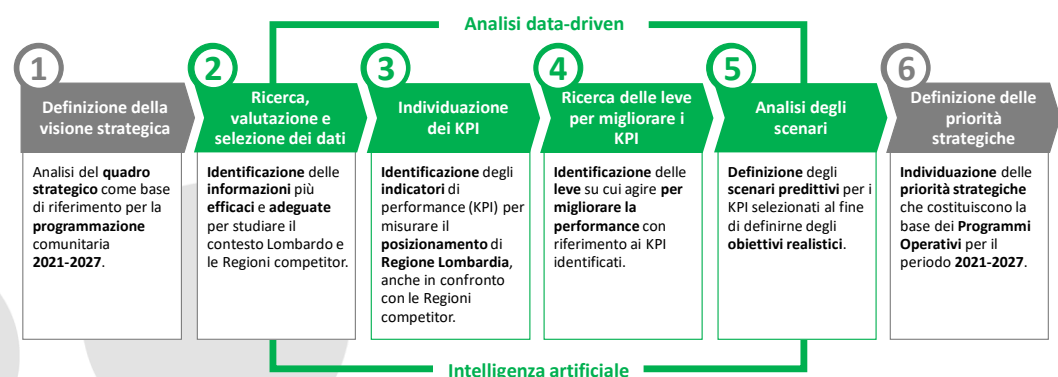 Analisi data-driven
1
Definizione della
visione strategica
Analisi del quadro
strategico come base
di riferimento per la
programmazione
comunitaria
2021-2027.
2
Ricerca,
valutazione e
selezione dei dati
Identificazione delle
informazioni più
efficaci e adeguate
per studiare il
contesto Lombardo e
le Regioni competitor.
3
Individuazione
dei KPI
Identificazione degli
indicatori di
performance (KPI) per
misurare il
posizionamento di
Regione Lombardia,
anche in confronto
con le Regioni
competitor.
4
Ricerca delle leve
per migliorare i
KPI
Identificazione delle
leve su cui agire per
migliorare la
performance con
riferimento ai KPI
identificati.
5
Analisi degli
scenari
Definizione degli
scenari predittivi per i
KPI selezionati al fine
di definirne degli
obiettivi realistici.
6
Definizione delle
priorità
strategiche
Individuazione delle
priorità strategiche
che costituiscono la
base dei Programmi
Operativi per il
periodo 2021-2027.
Intelligenza artificiale